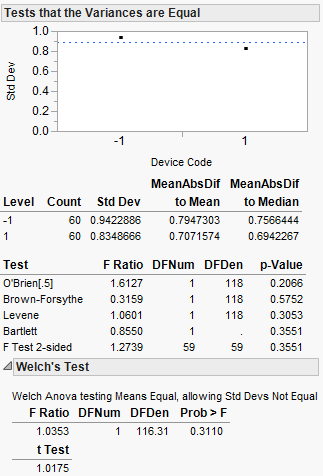 Tests that the Variances are Equal
1.0
0.8
0.6
0.4
0.2
0.0
Std Dev
-1 1
Device Code
MeanAbsDif MeanAbsDif
Level Count Std Dev to Mean to Median
-1 60 0.9422886 0.7947303 0.7566444
1 60 0.8348666 0.7071574 0.6942267
Test F Ratio DFNum DFDen p-Value
O'Brien[.5] 1.6127 1 118 0.2066
Brown-Forsythe 0.3159 1 118 0.5752
Levene 1.0601 1 118 0.3053
Bartlett 0.8550 1 . 0.3551
F Test 2-sided 1.2739 59 59 0.3551
Welch's Test
Welch Anova testing Means Equal, allowing Std Devs Not Equal
F Ratio DFNum DFDen Prob > F
1.0353 1 116.31 0.3110
t Test
1.0175